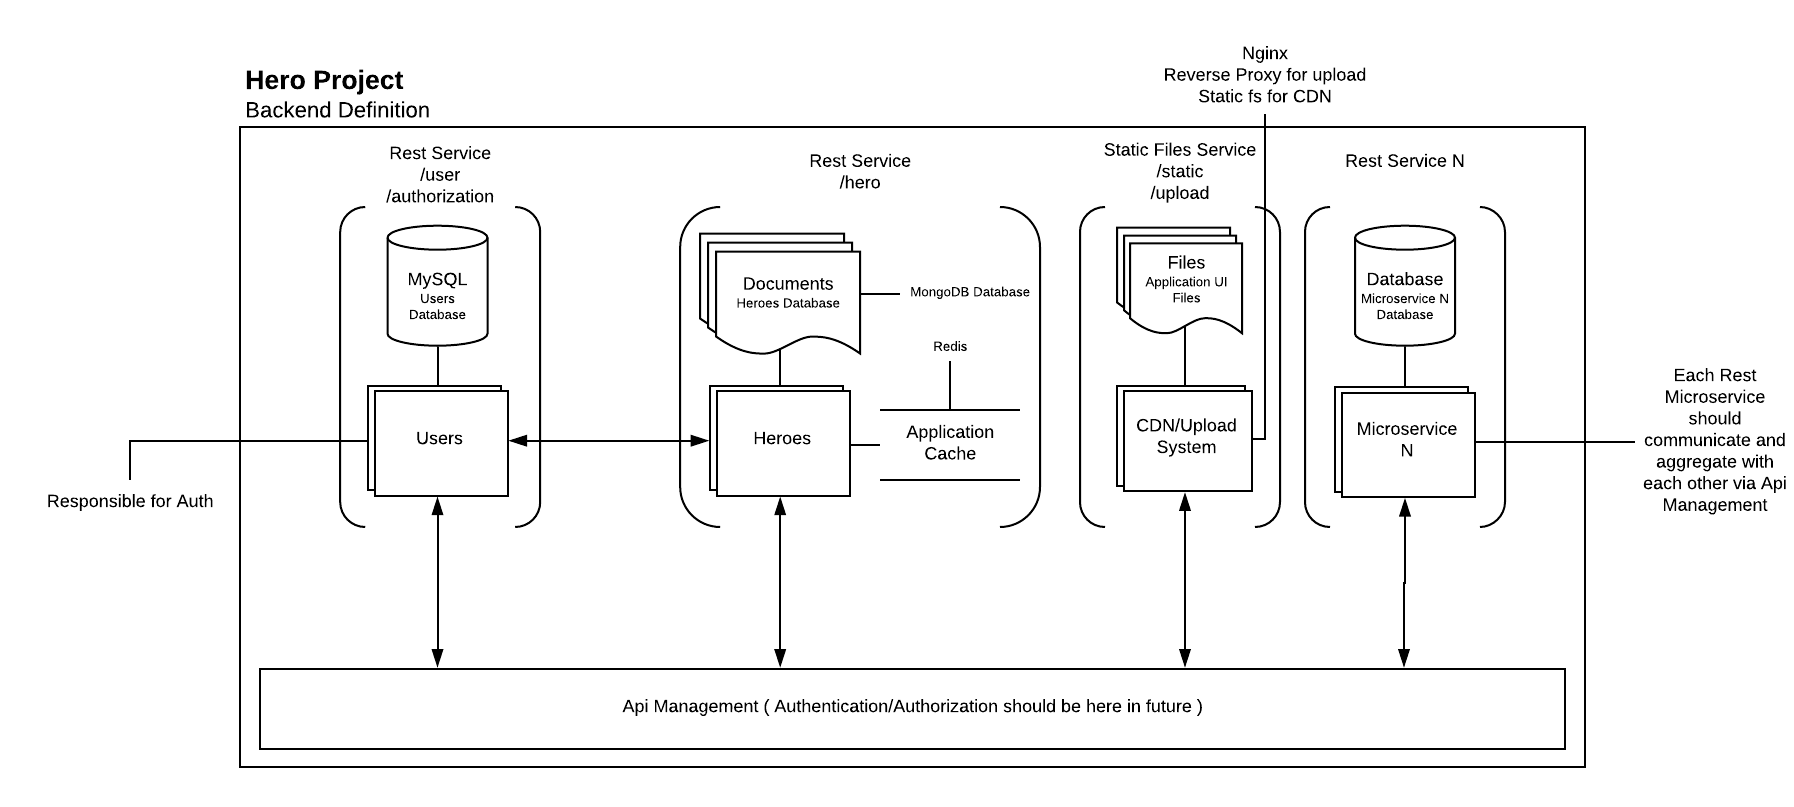 Hero Project
Backend Definition
Nginx
Reverse Proxy for upload
Static fs for CDN
Rest Service
/user
/authorization
MySQL
Users
Database
Users
Responsible for Auth
Rest Service
/hero
Documents
Heroes Database
MongoDB Database
Redis
Heroes
Application
Cache
Static Files Service
/static
/upload
Files
Application UI
Files
CDN/Upload
System
Rest Service N
Database
Microservice N
Database
Microservice
N
Each Rest
Microservice
should
communicate and
aggregate with
each other via Api
Management
Api Management ( Authentication/Authorization should be here in future )